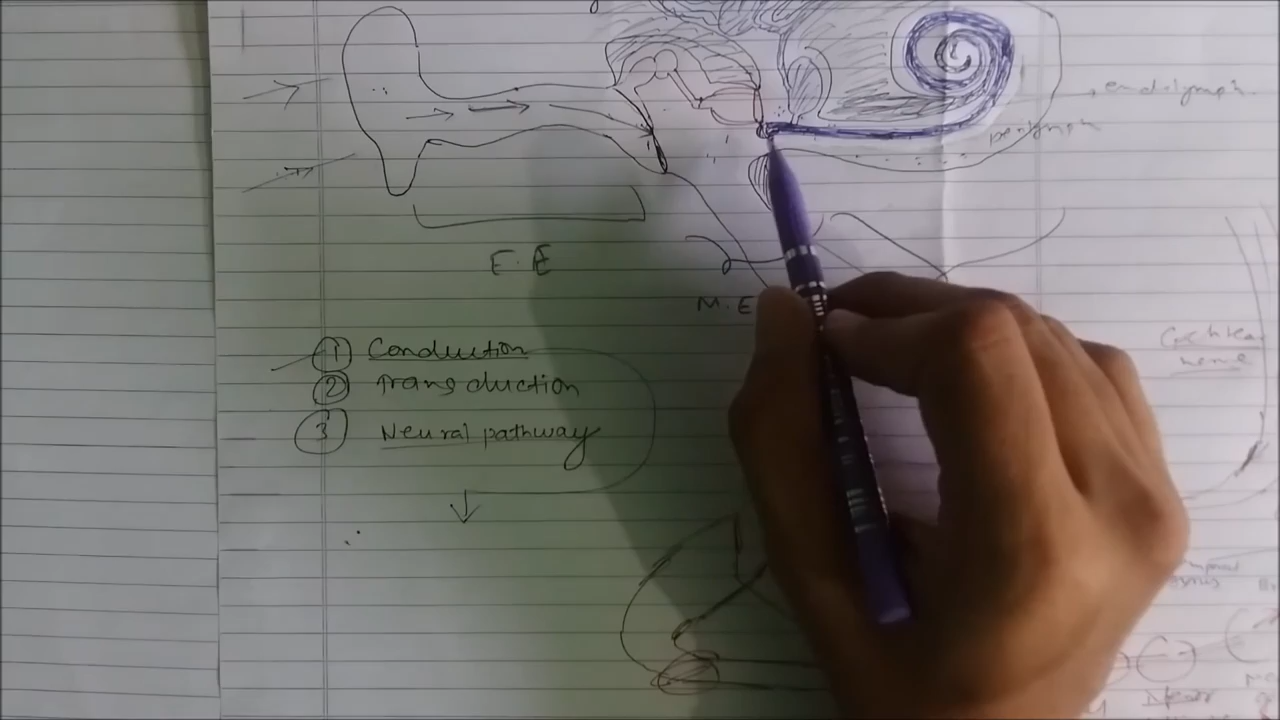 endolymph
perilymph
E.E
M.E
Cochlear
nerve
① Conduction
② Transduction
③ Neural pathway